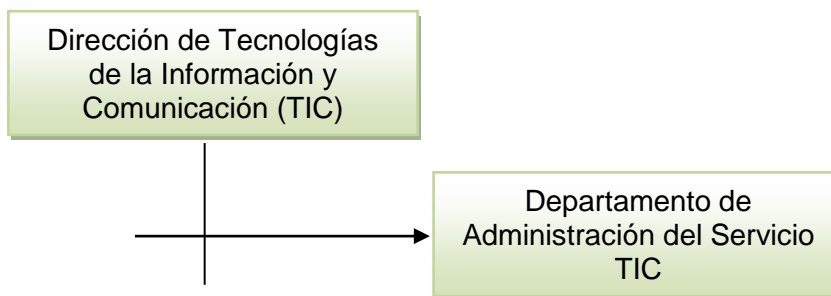 Dirección de Tecnologías
de la Información y
Comunicación (TIC)
Departamento de
Administración del Servicio
TIC